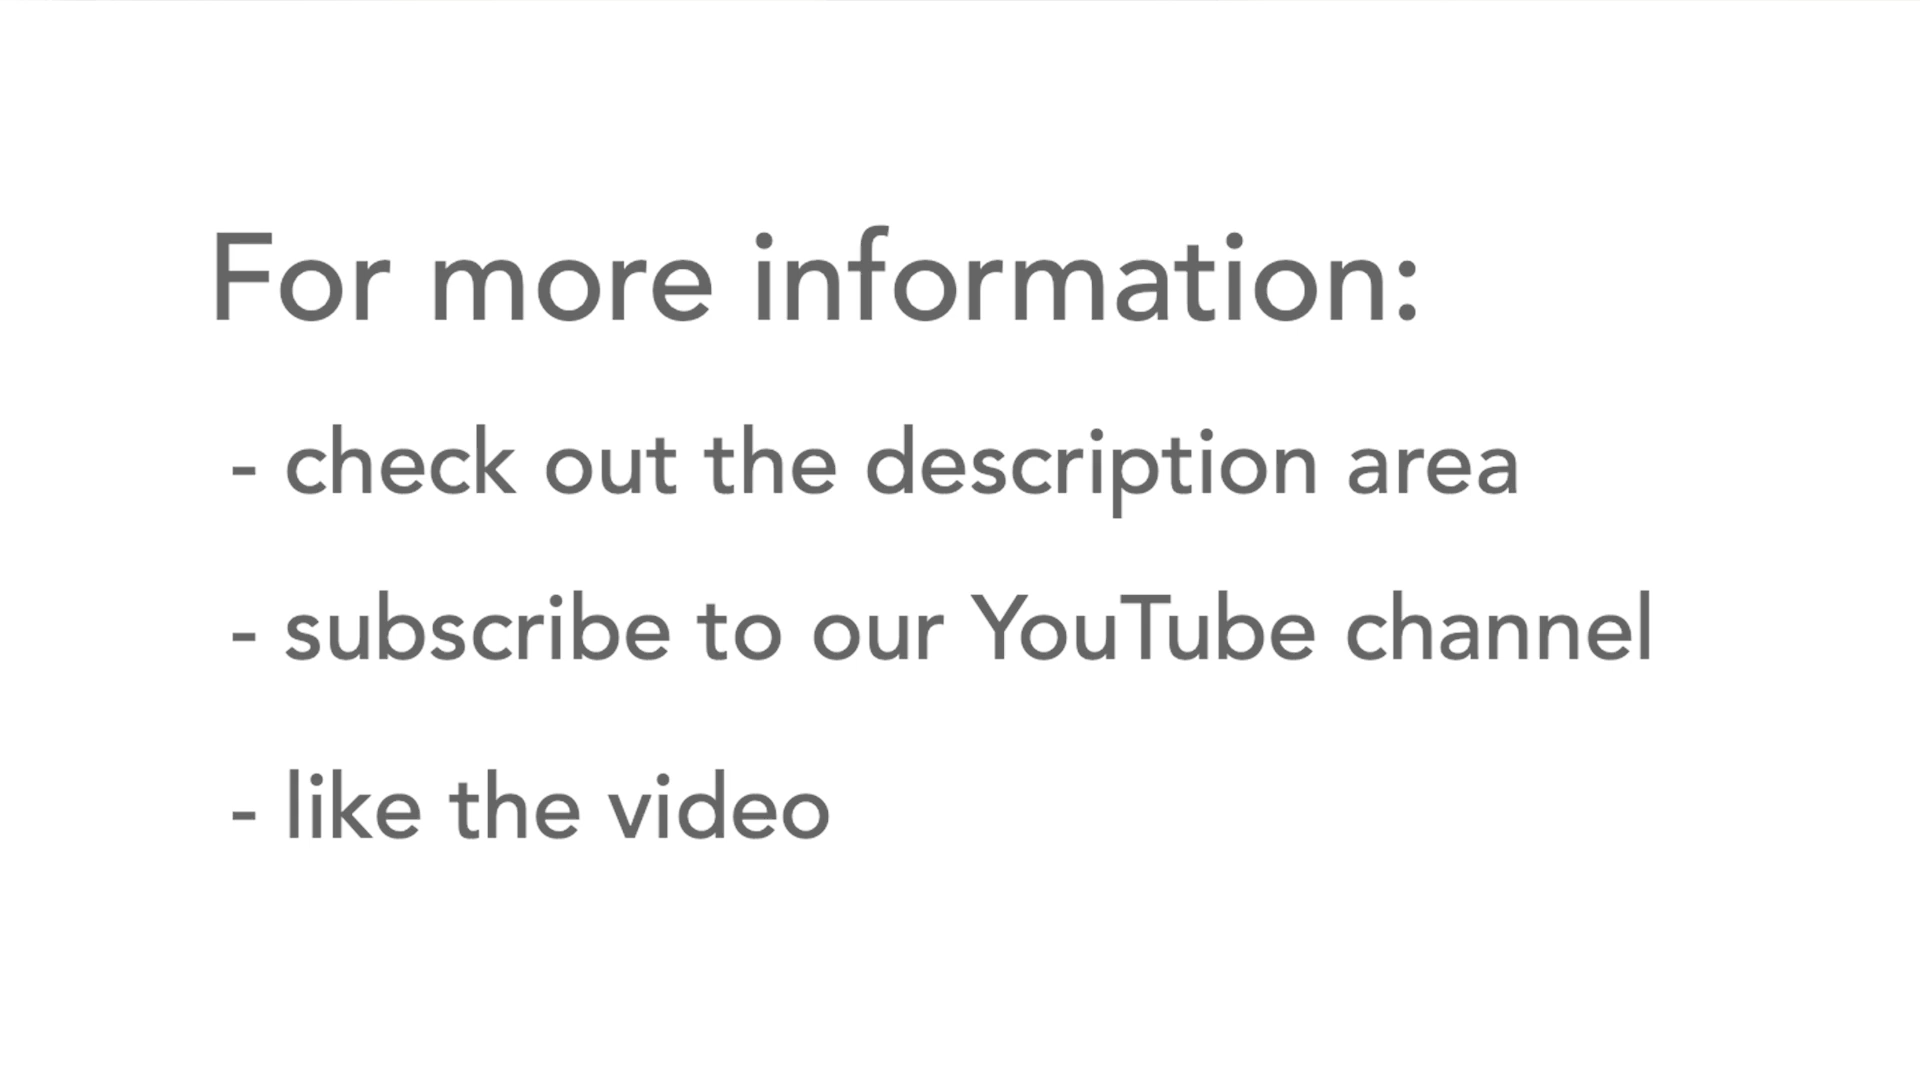 For more information:
- check out the description area
- subscribe to our YouTube channel
- like the video